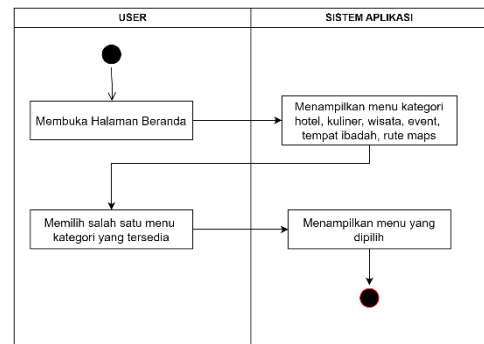 USER
SISTEM APLIKASI
Membuka Halaman Beranda
Menampilkan menu kategori
hotel, kuliner, wisata, event,
tempat ibadah, rute maps
Memilih salah satu menu
kategori yang tersedia
Menampilkan menu yang
dipilih